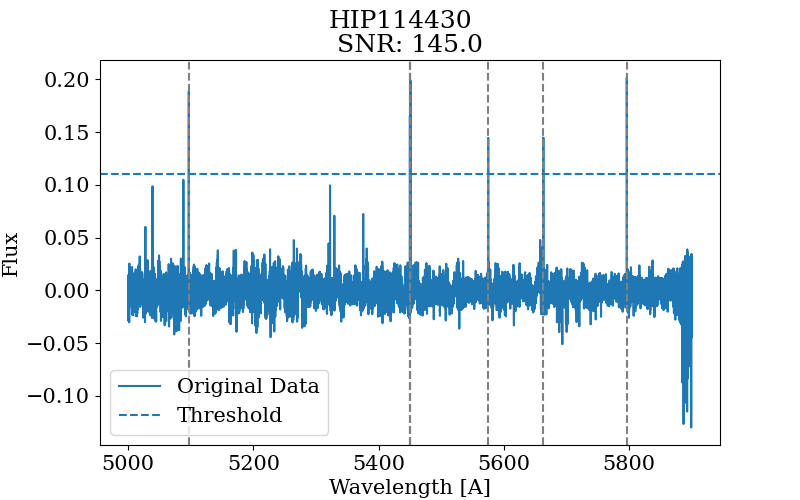 HIP114430
SNR: 145.0
0.20
0.15
0.10
0.05
0.00
−0.05
−0.10
Flux
Original Data
Threshold
5000 5200 5400 5600 5800
Wavelength [A]